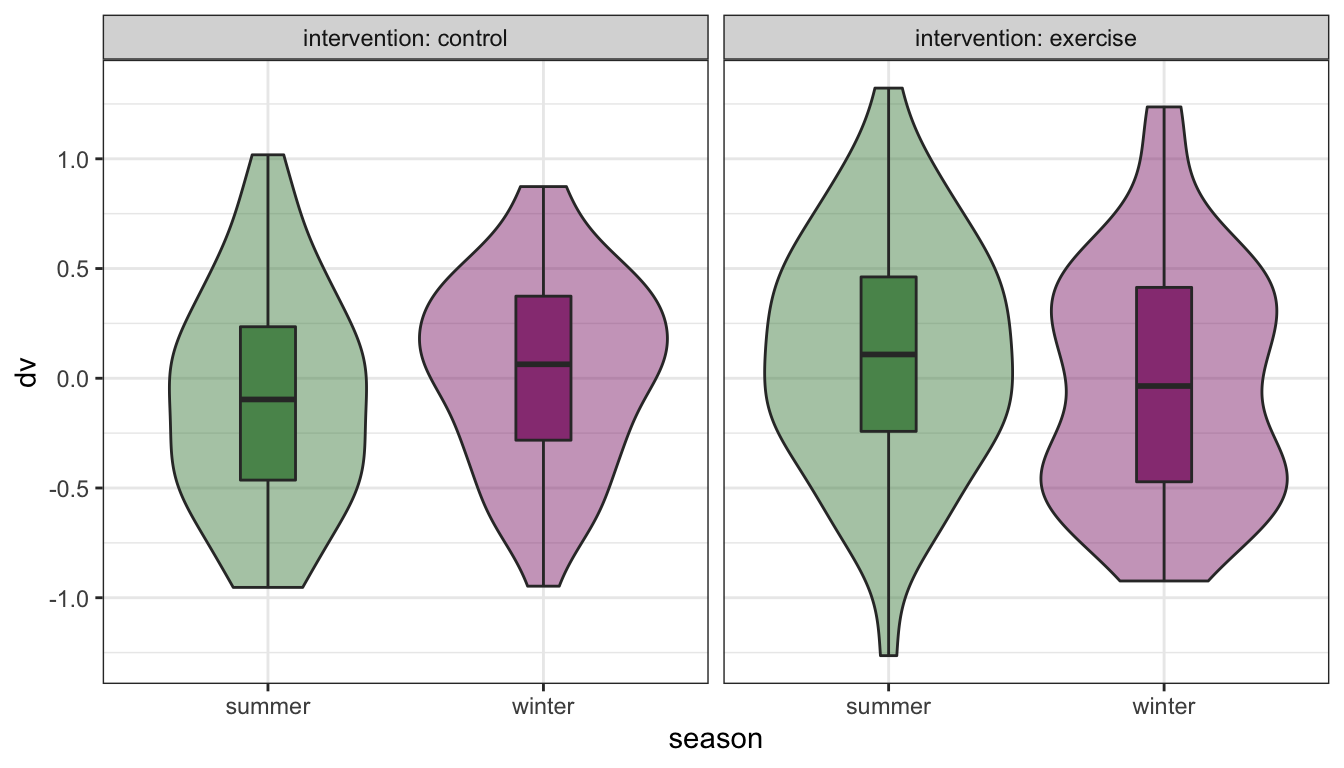 intervention: control
intervention: exercise
dv
1.0
0.5
0.0
-0.5
-1.0
summer
winter
summer
winter
season